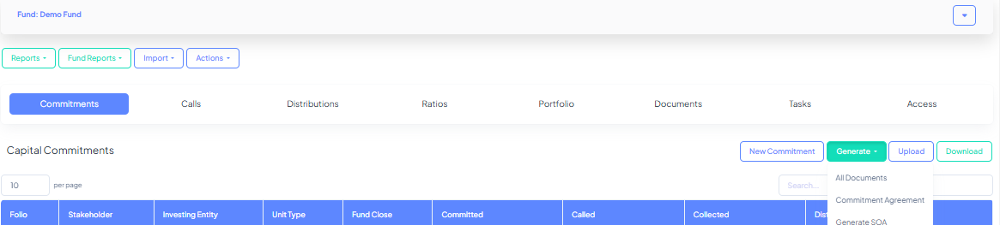 Fund: Demo Fund
Reports Fund Reports Import Actions
Commitments Calls Distributions Ratios Portfolio Documents Tasks Access
Capital Commitments New Commitment Generate Upload Download
10 per page Search...
All Documents
Commitment Agreement
Folio Stakeholder Investing Entity Unit Type Fund Close Committed Called Collected
Generate SOA